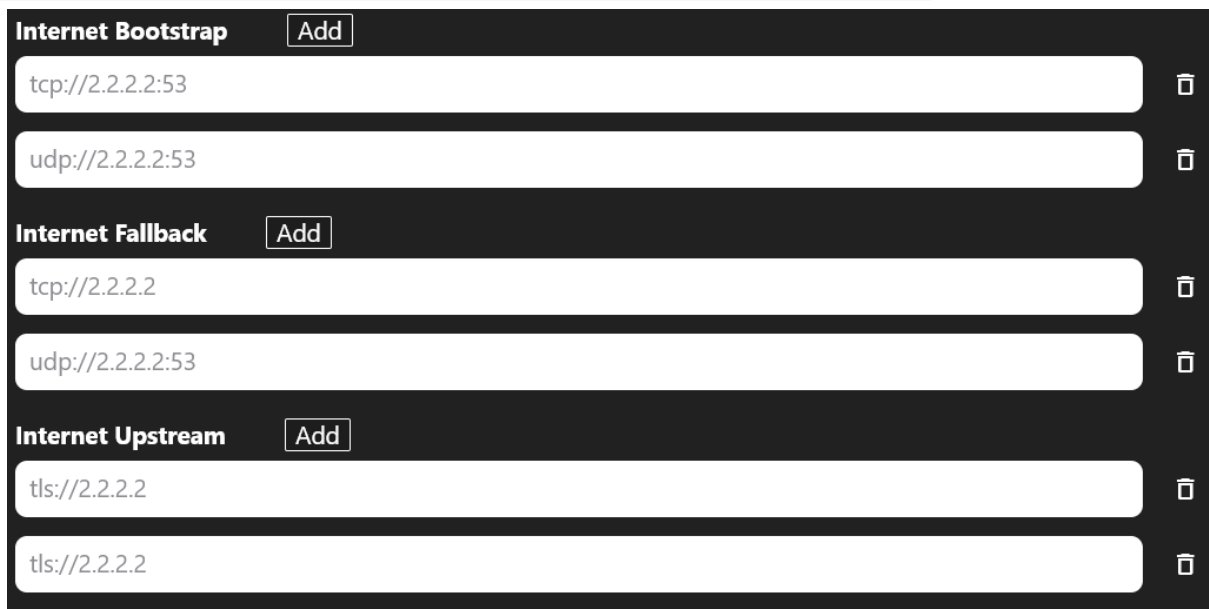 Internet Bootstrap Add
tcp://2.2.2.2:53
udp://2.2.2.2:53
Internet Fallback Add
tcp://2.2.2.2
udp://2.2.2.2:53
Internet Upstream Add
tls://2.2.2.2
tls://2.2.2.2